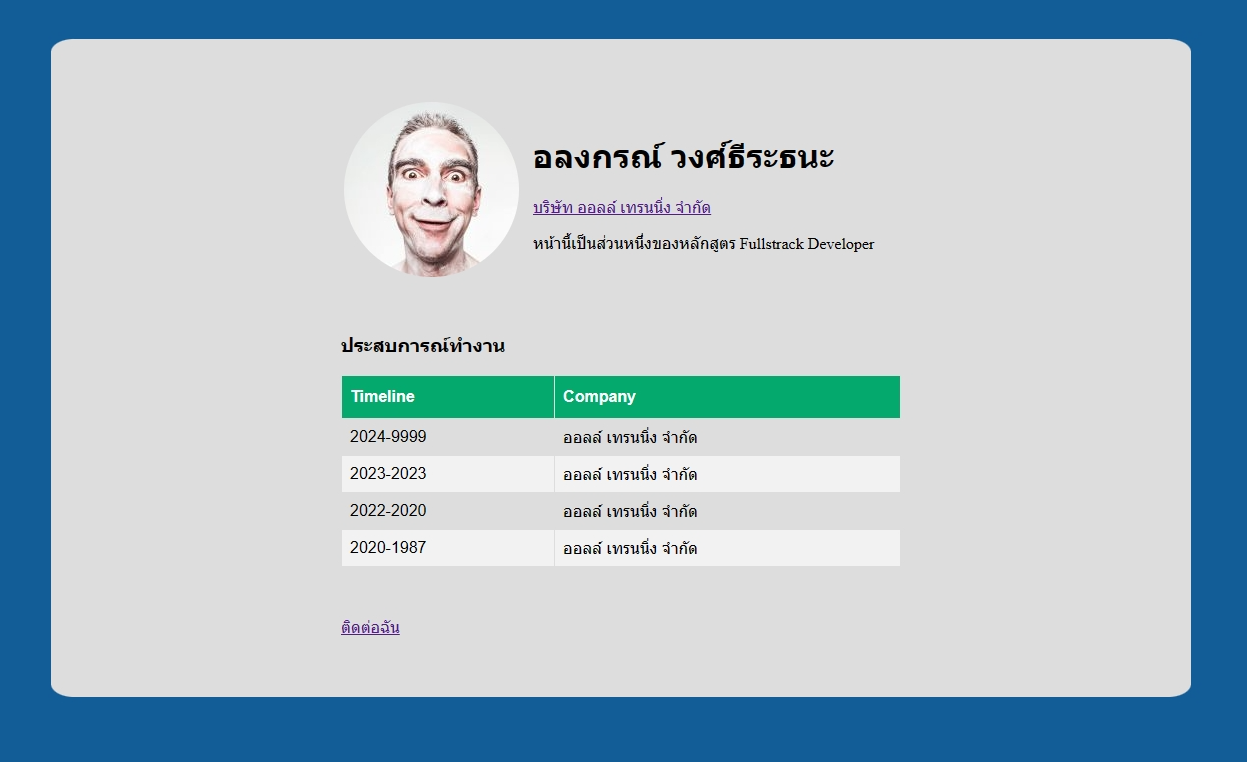 อลงกรณ์ วงศ์ธีระธนะ
บริษัท ออลล์ เทรนนิ่ง จำกัด
หน้านี้เป็นส่วนหนึ่งของหลักสูตร Fullstrack Developer
ประสบการณ์ทำงาน
Timeline Company
2024-9999 ออลล์ เทรนนิ่ง จำกัด
2023-2023 ออลล์ เทรนนิ่ง จำกัด
2022-2020 ออลล์ เทรนนิ่ง จำกัด
2020-1987 ออลล์ เทรนนิ่ง จำกัด
ติดต่อฉัน